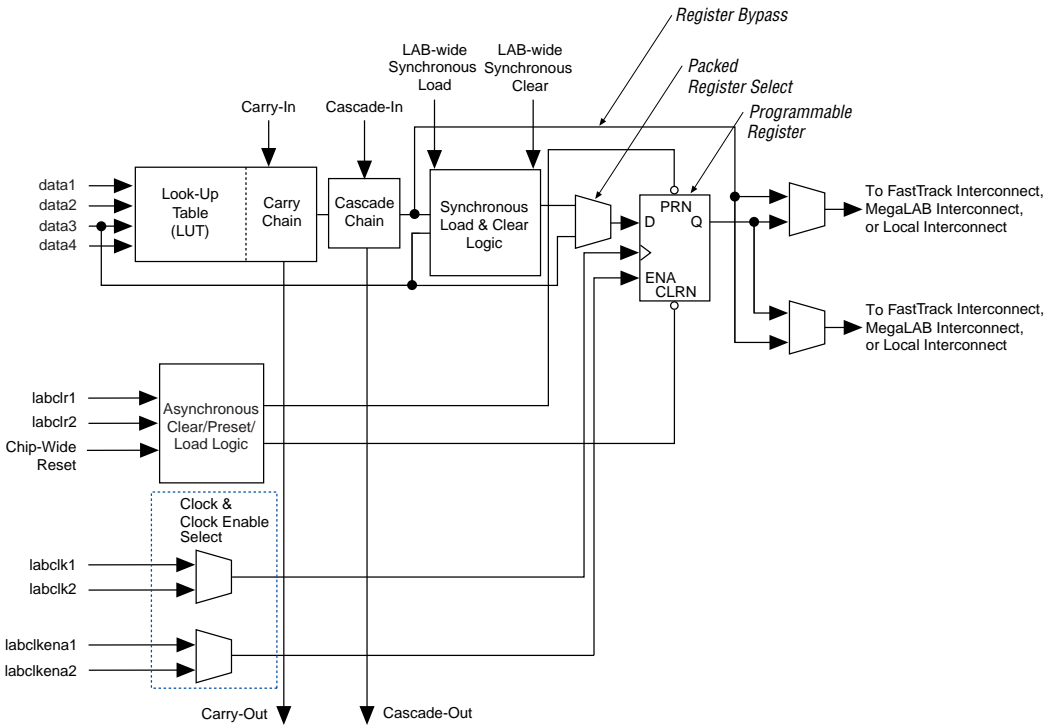 Register Bypass
LAB-wide
Synchronous
Load
LAB-wide
Synchronous
Clear
Packed
Register Select
Programmable
Register
Carry-In
Cascade-In
data1
data2
data3
data4
Look-Up
Table
(LUT)
Carry
Chain
Cascade
Chain
Synchronous
Load & Clear
Logic
PRN
D
Q
ENA
CLRN
To FastTrack Interconnect,
MegaLAB Interconnect,
or Local Interconnect
To FastTrack Interconnect,
MegaLAB Interconnect,
or Local Interconnect
labclr1
labclr2
Chip-Wide
Reset
Asynchronous
Clear/Preset/
Load Logic
Clock &
Clock Enable
Select
labclk1
labclk2
labclkena1
labclkena2
Carry-Out
Cascade-Out